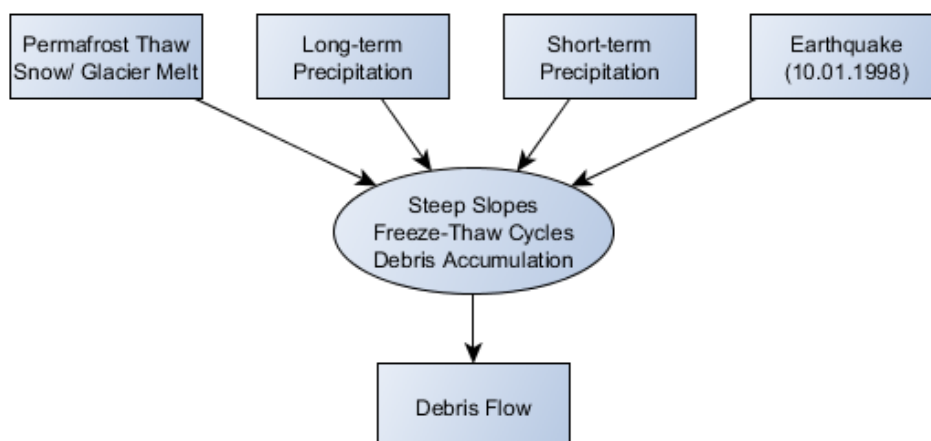 Permafrost Thaw
Snow/ Glacier Melt
Long-term
Precipitation
Short-term
Precipitation
Earthquake
(10.01.1998)
Steep Slopes
Freeze-Thaw Cycles
Debris Accumulation
Debris Flow